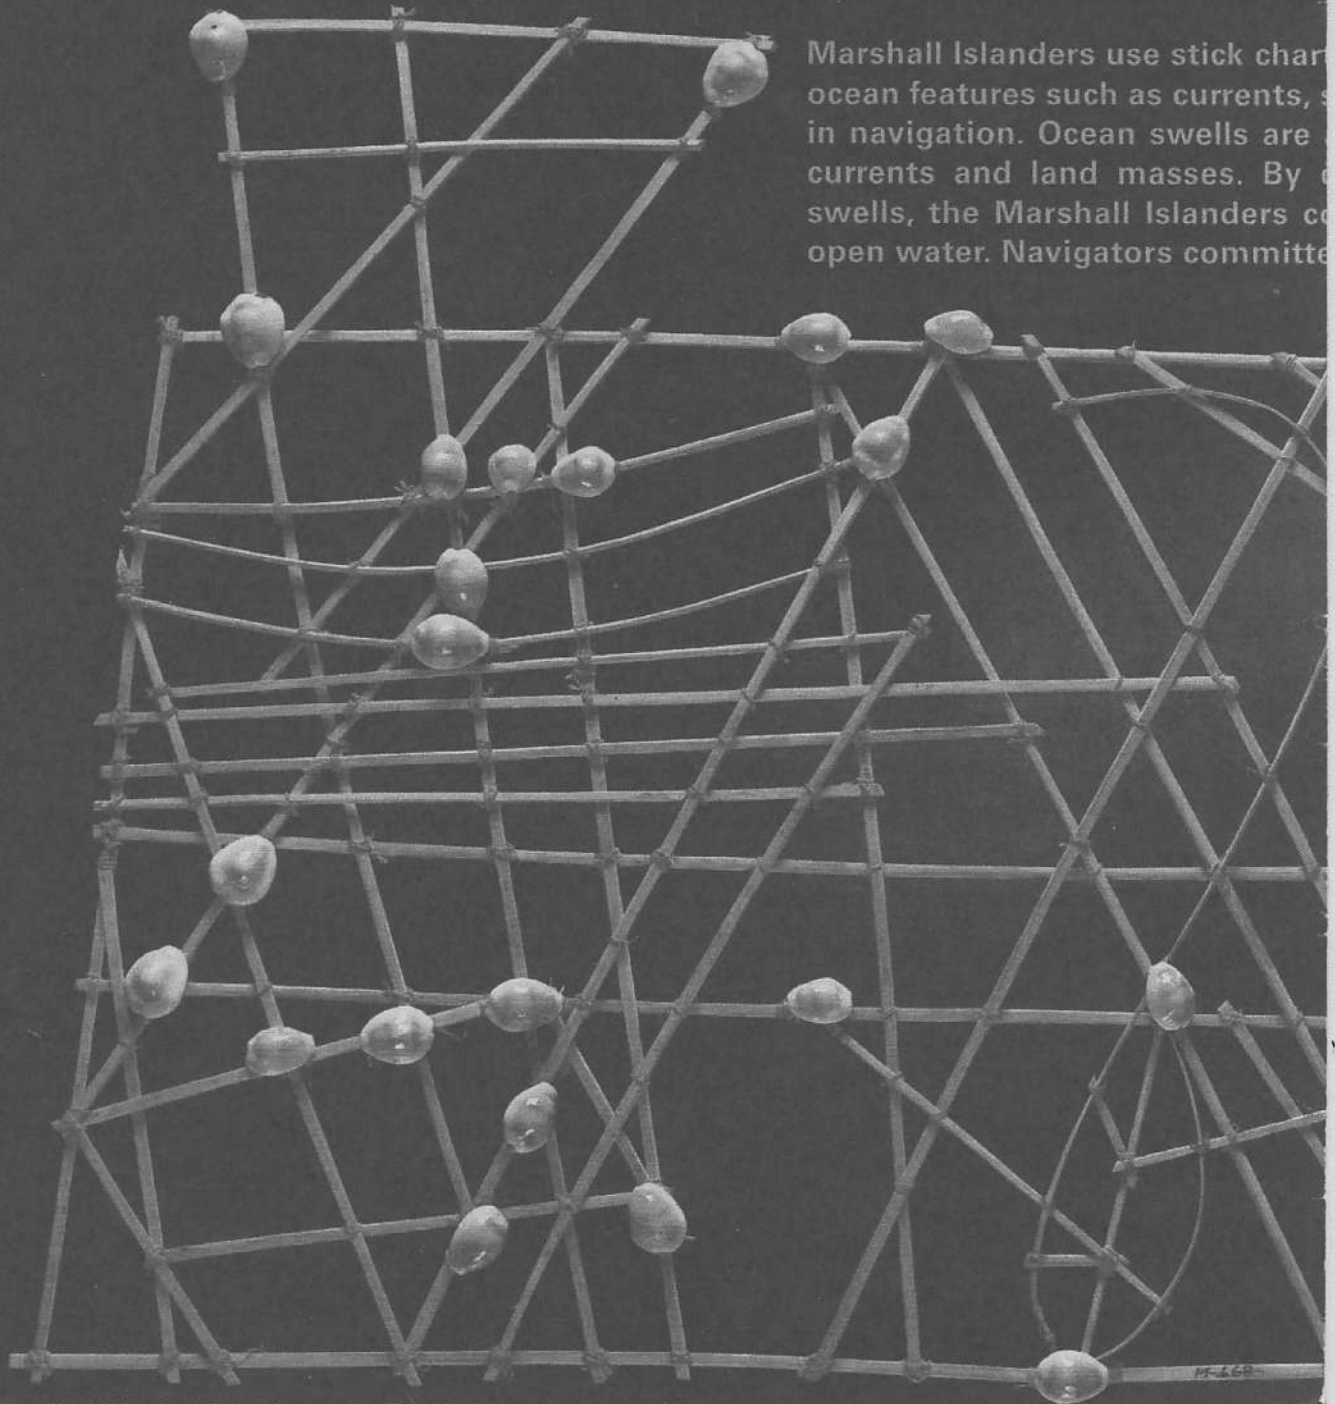 Marshall Islanders use stick
ocean features such as currents,
in navigation. Ocean swells are
currents and land masses. By
swells, the Marshall Islanders
open water. Navigators
M-668